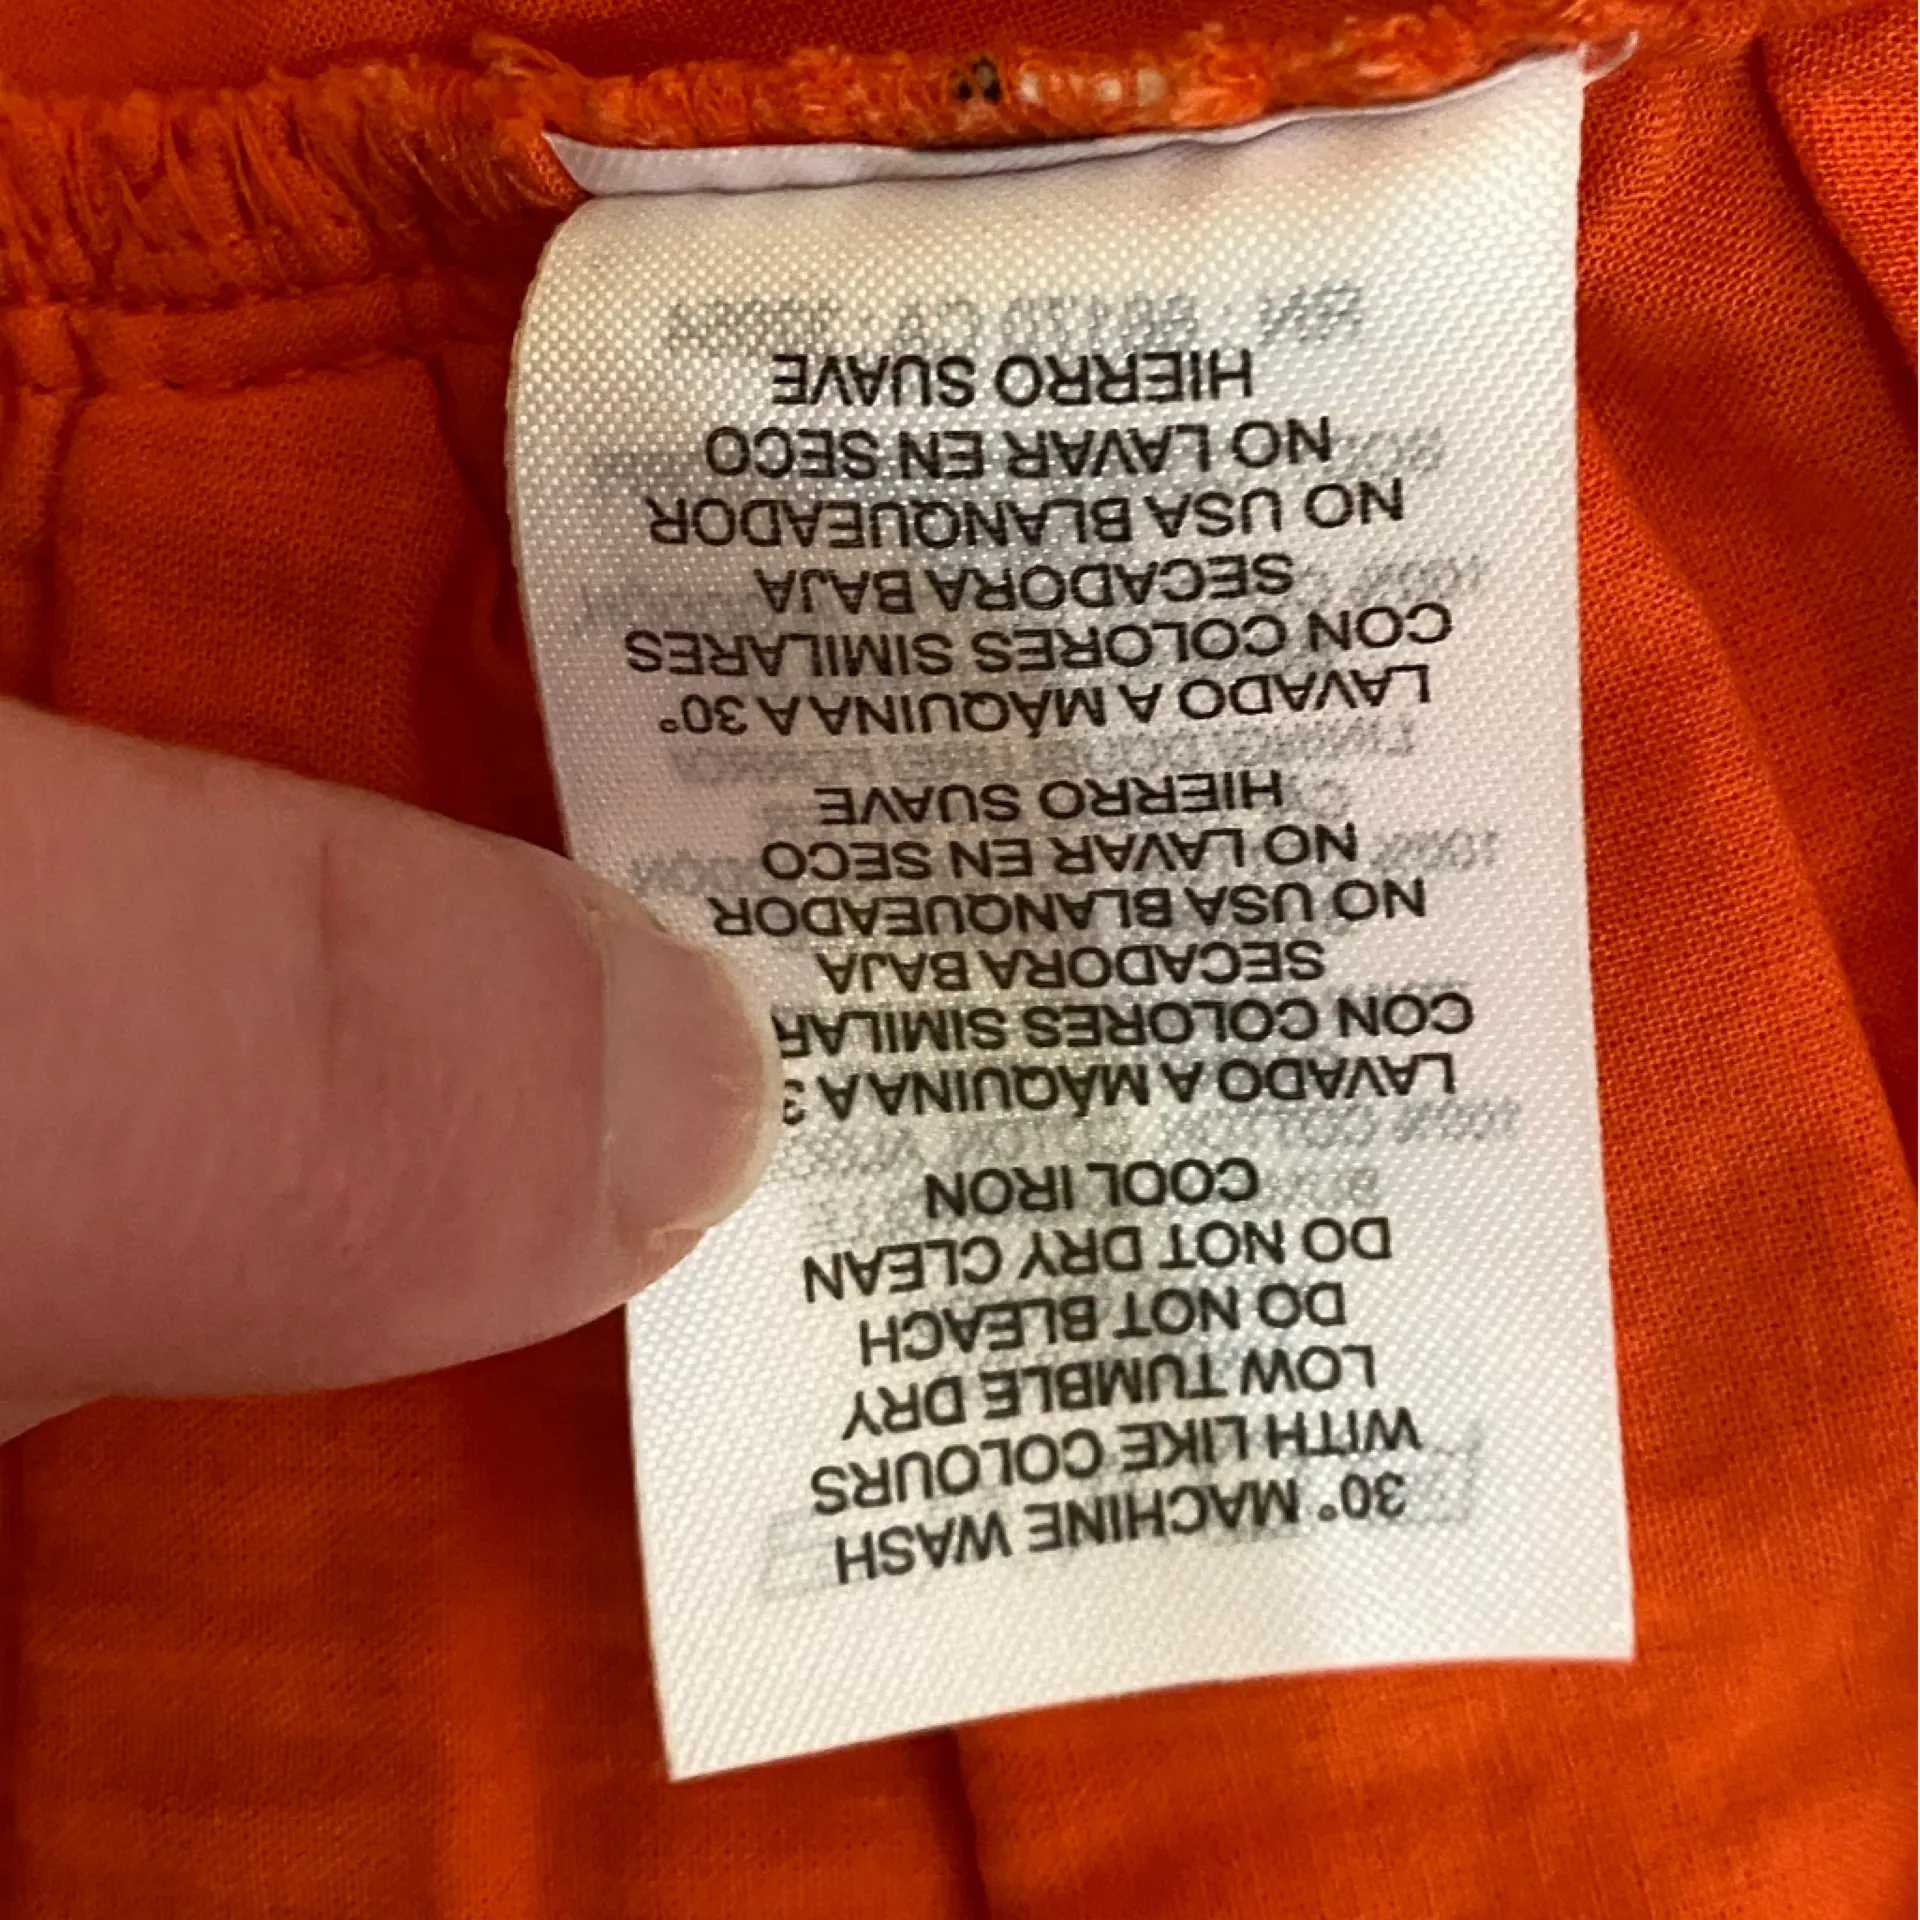 30° MACHINE WASH
WITH LIKE COLOURS
LOW TUMBLE DRY
DO NOT BLEACH
DO NOT DRY CLEAN
COOL IRON
LAVADO A MÁQUINA A 3
CON COLORES SIMILAR
SECADORA BAJA
NO USA BLANQUEADOR
NO LAVAR EN SECO
HIERRO SUAVE
LAVADO A MÁQUINA A 30°
CON COLORES SIMILARES
SECADORA BAJA
NO USA BLANQUEADOR
NO LAVAR EN SECO
HIERRO SUAVE